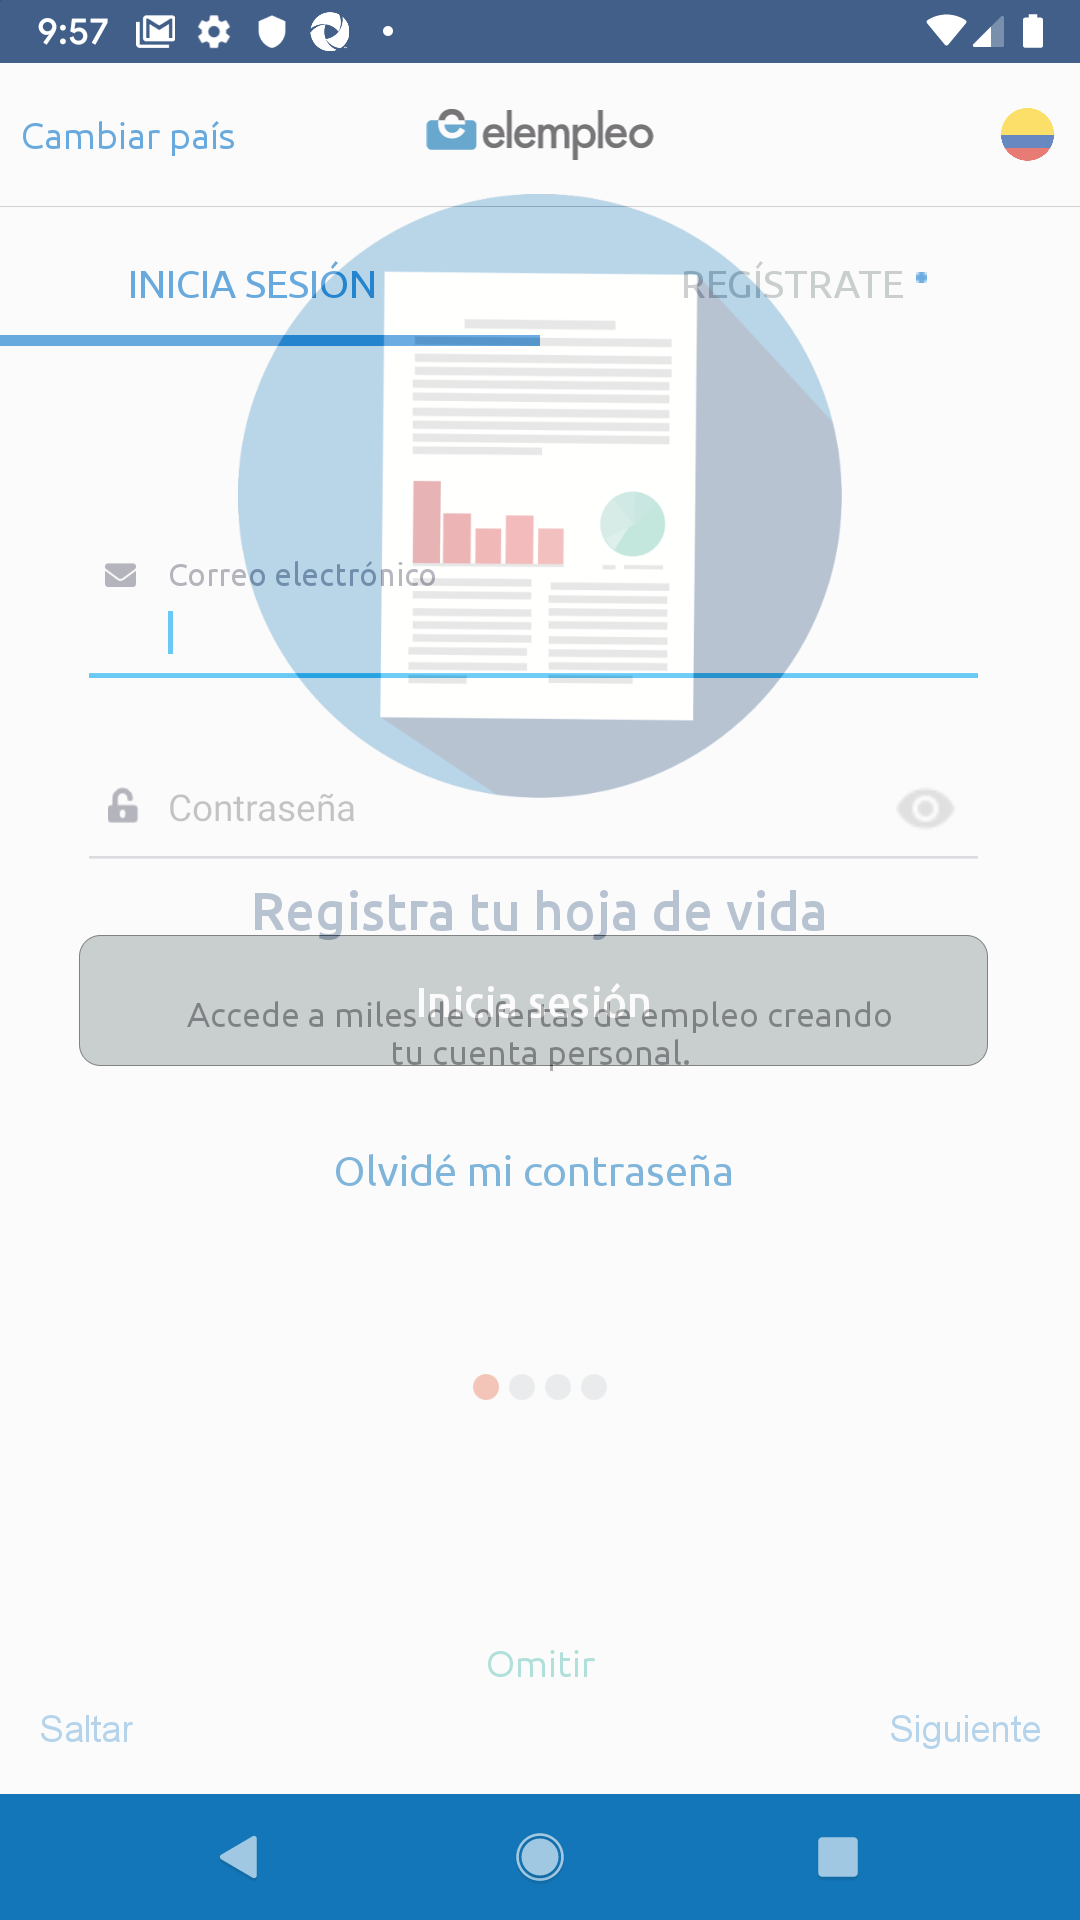 9:57
Cambiar país
elempleo
INICIA SESIÓN
REGÍSTRATE
Correo electrónico
Contraseña
Registra tu hoja de vida
Inicia sesión
Accede a miles de ofertas de empleo creando
tu cuenta personal.
Olvidé mi contraseña
Omitir
Saltar
Siguiente